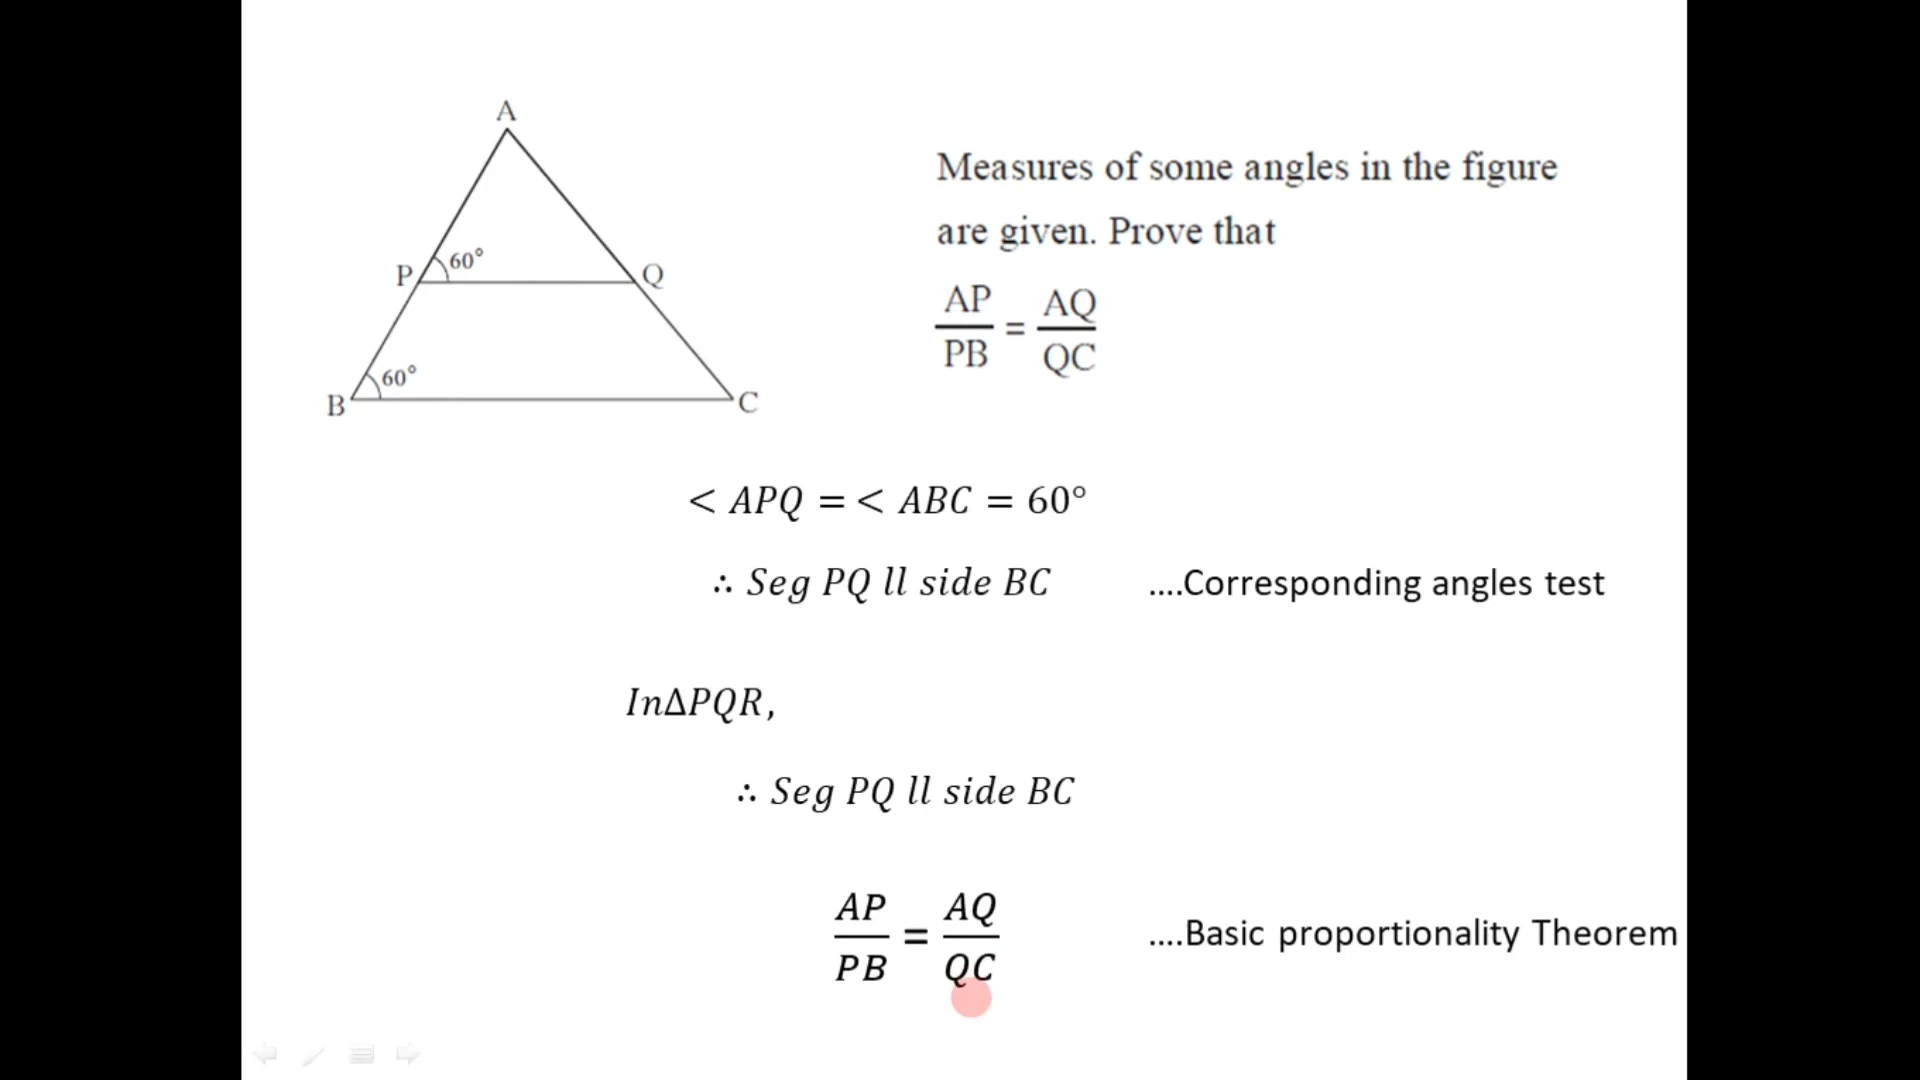 A
P 60° Q
B 60° C
Measures of some angles in the figure
are given. Prove that
AP/PB = AQ/QC
< APQ =< ABC = 60°
∴ Seg PQ ll side BC ....Corresponding angles test
In∆PQR,
∴ Seg PQ ll side BC
AP/PB = AQ/QC ....Basic proportionality Theorem